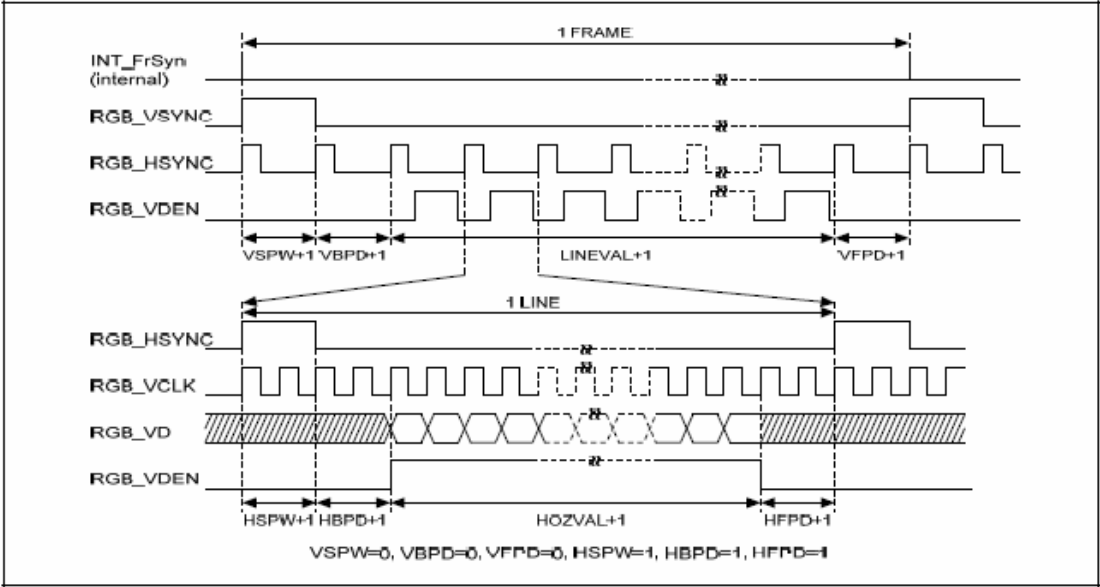 1 FRAME
INT_FrSyn
(internal)
RGB_VSYNC
RGB_HSYNC
RGB_VDEN
VSPW+1 VBPD+1 LINEVAL+1 VFPD+1
1 LINE
RGB_HSYNC
RGB_VCLK
RGB_VD
RGB_VDEN
HSPW+1 HBPD+1 HOZVAL+1 HFPD+1
VSPW=0, VBPD=0, VFPD=0, HSPW=1, HBPD=1, HFPD=1